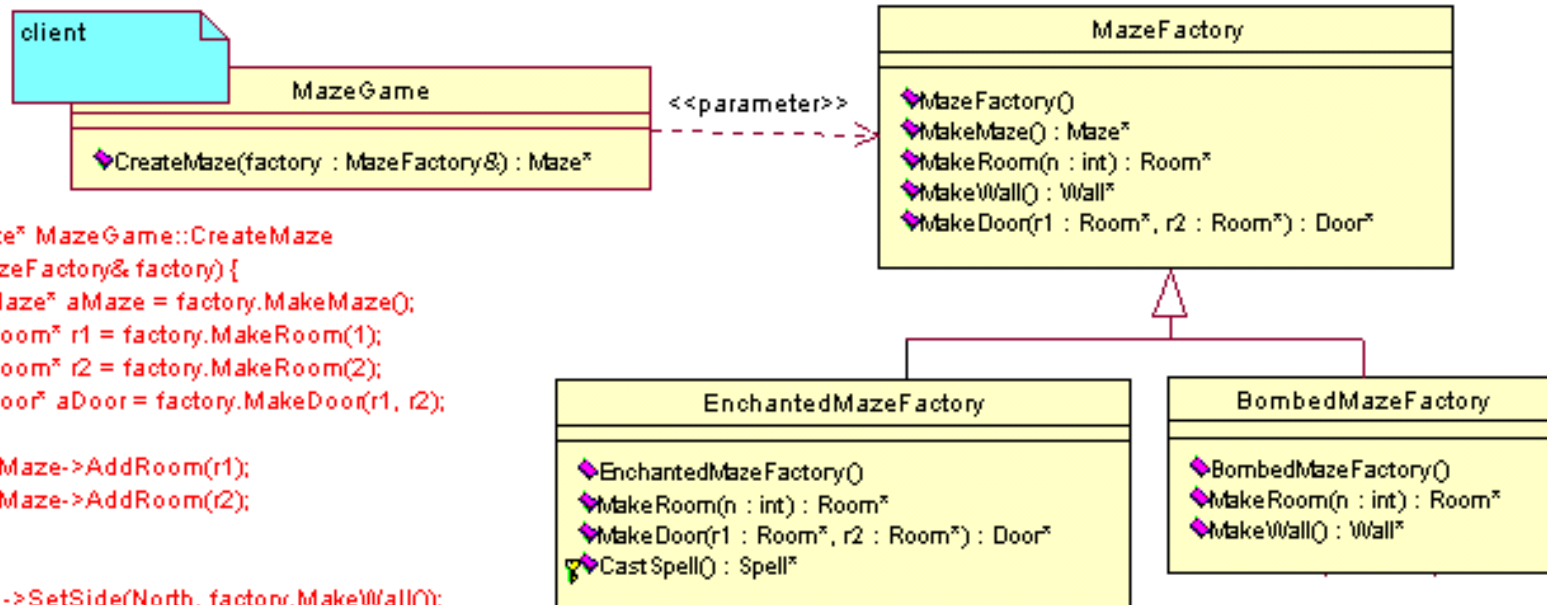 client
MazeGame
CreateMaze(factory : MazeFactory&) : Maze*
<<parameter>>
MazeFactory
MazeFactory()
MakeMaze() : Maze*
MakeRoom(n : int) : Room*
MakeWall() : Wall*
MakeDoor(r1 : Room*, r2 : Room*) : Door*
MazeGame::CreateMaze
factory) {
aMaze = factory.MakeMaze();
r1 = factory.MakeRoom(1);
r2 = factory.MakeRoom(2);
aDoor = factory.MakeDoor(r1, r2);
Maze->AddRoom(r1);
Maze->AddRoom(r2);
->SetSide(North, factory.MakeWall());
EnchantedMazeFactory
EnchantedMazeFactory()
MakeRoom(n : int) : Room*
MakeDoor(r1 : Room*, r2 : Room*) : Door*
CastSpell() : Spell*
BombedMazeFactory
BombedMazeFactory()
MakeRoom(n : int) : Room*
MakeWall() : Wall*